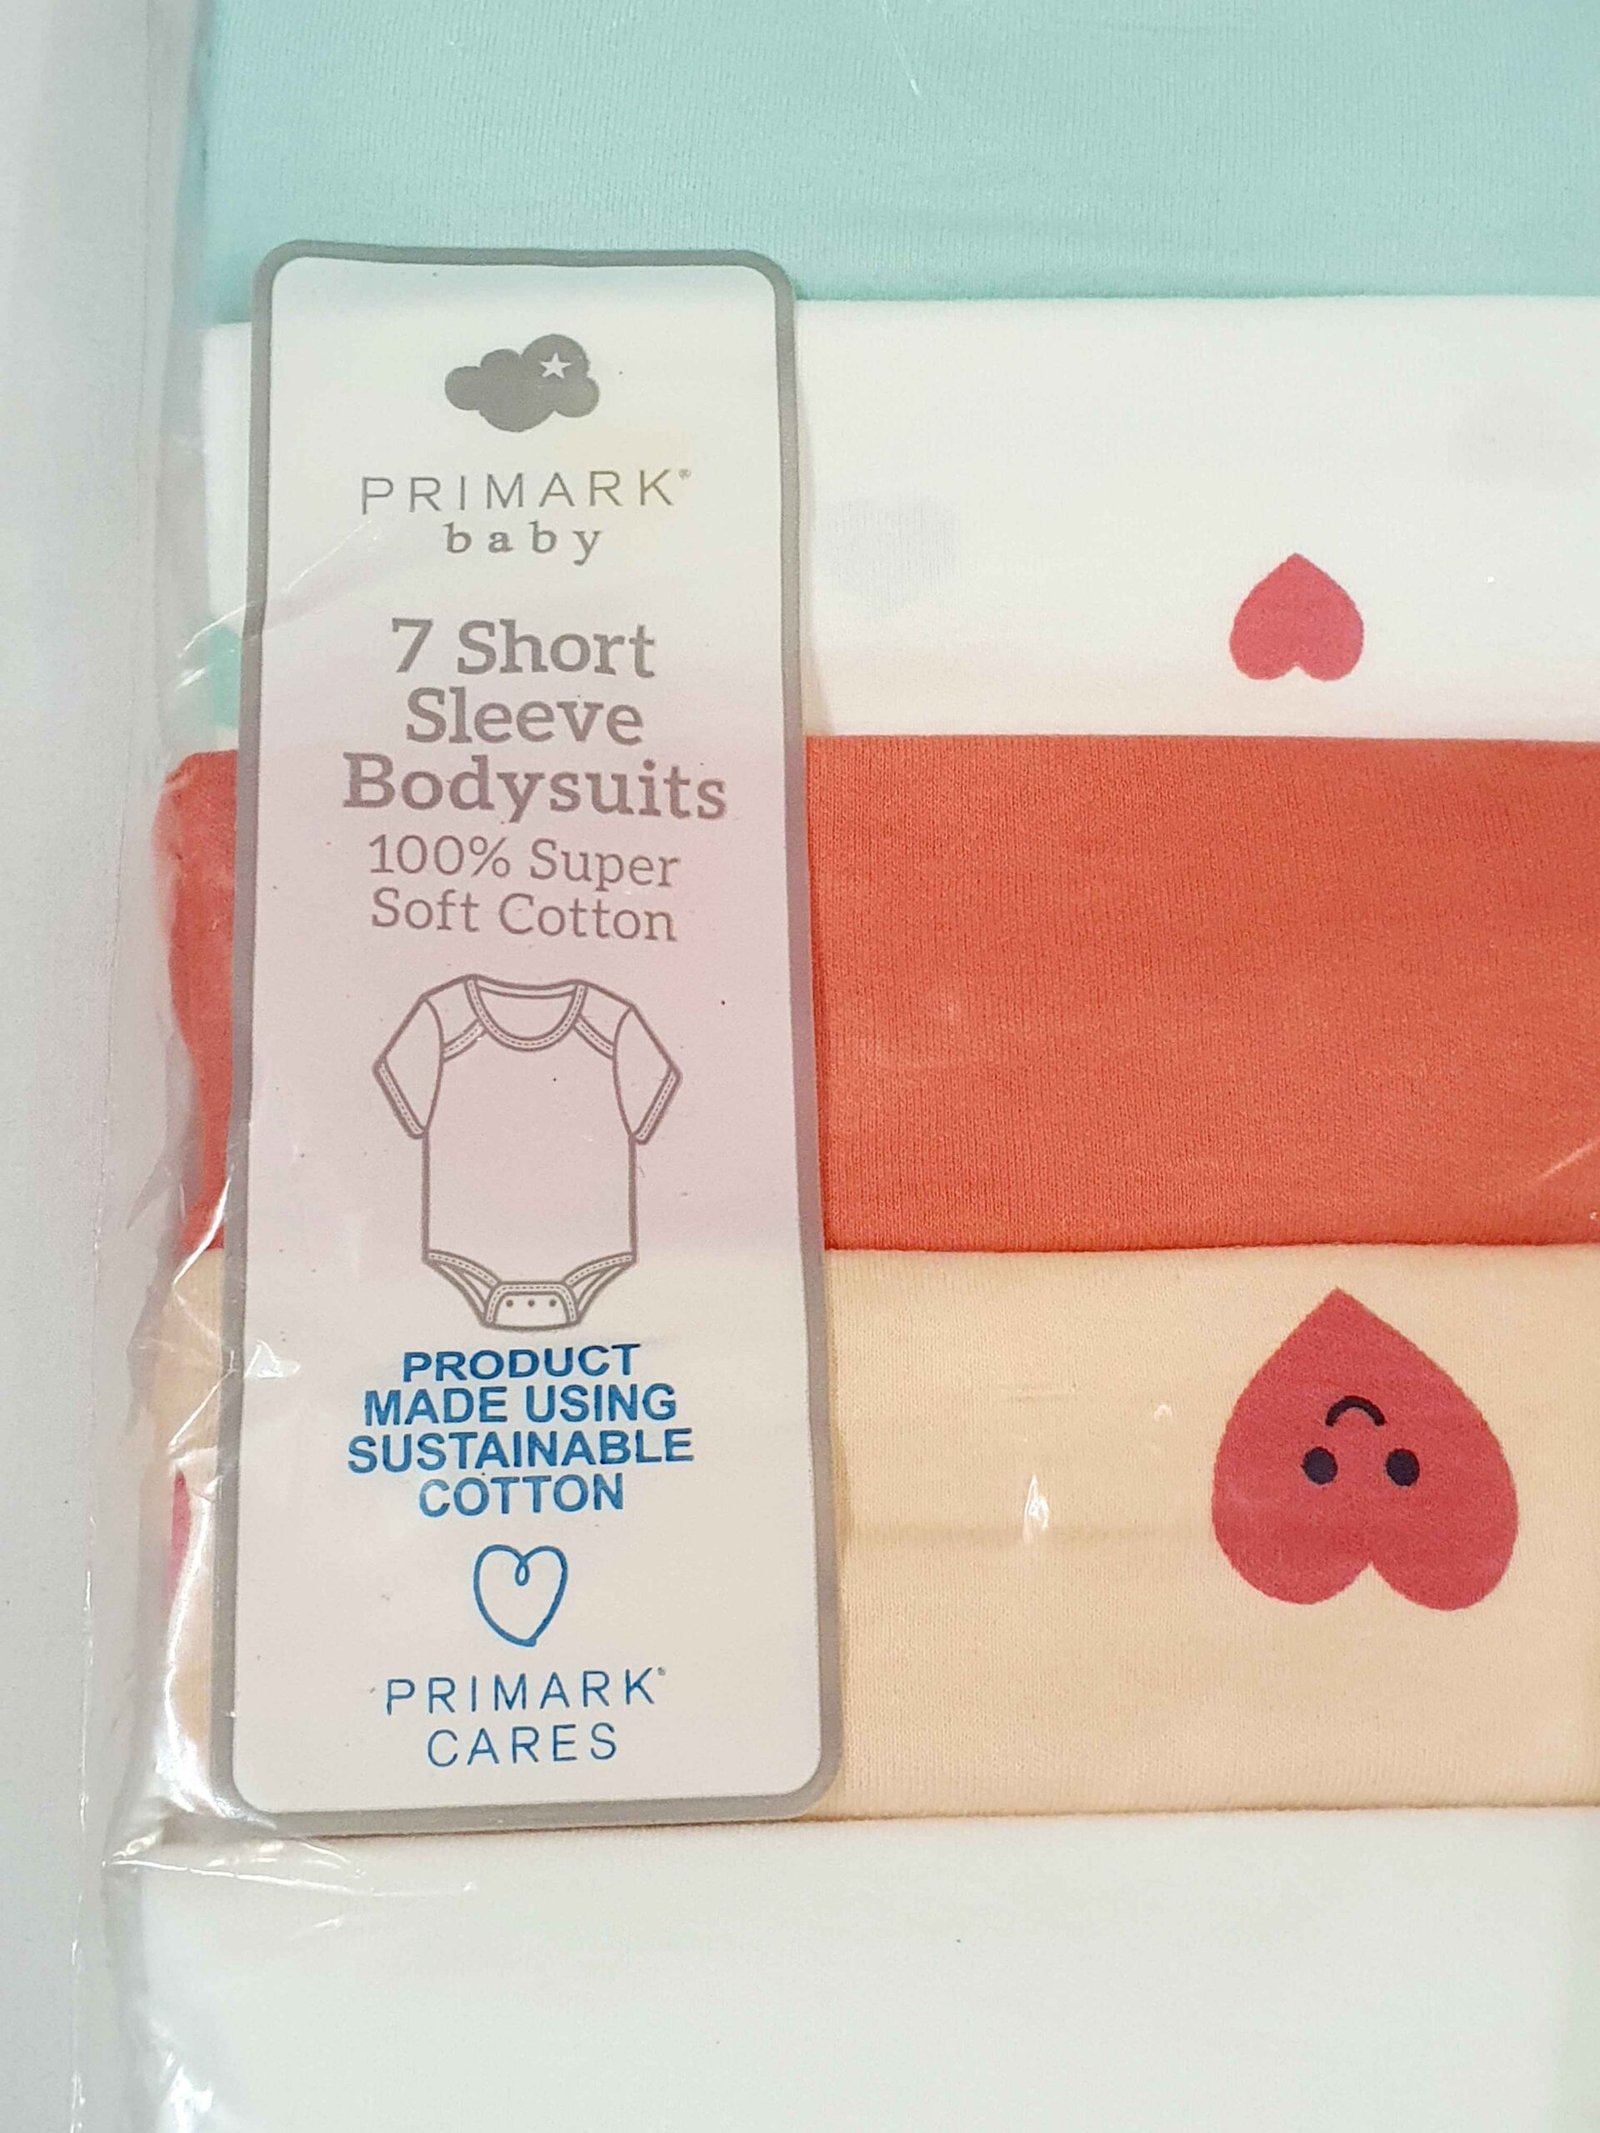 PRIMARK®
baby
7 Short
Sleeve
Bodysuits
100% Super
Soft Cotton
PRODUCT
MADE USING
SUSTAINABLE
COTTON
PRIMARK®
CARES